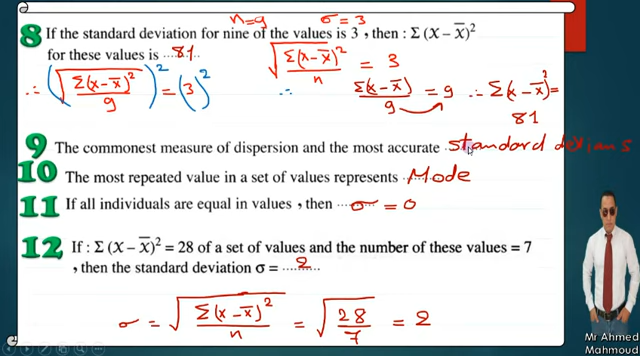 n=9 σ = 3
8 If the standard deviation for nine of the values is 3 , then : Σ (X – X̄)²
for these values is ..81..
√(Σ(x-x̄)²/n) = 3
∴ (√(Σ(x-x̄)²/9))² = (3)² ∴ Σ(x-x̄)/9 = 9 ∴ Σ(x-x̄)² =
81
9 The commonest measure of dispersion and the most accurate .standard devians
10 The most repeated value in a set of values represents .Mode
11 If all individuals are equal in values , then ....σ = 0
12 If : Σ (X – X̄)² = 28 of a set of values and the number of these values = 7
, then the standard deviation σ = ....2....
σ = √(Σ(x-x̄)²/n) = √(28/7) = 2
Mr Ahmed
Mahmoud